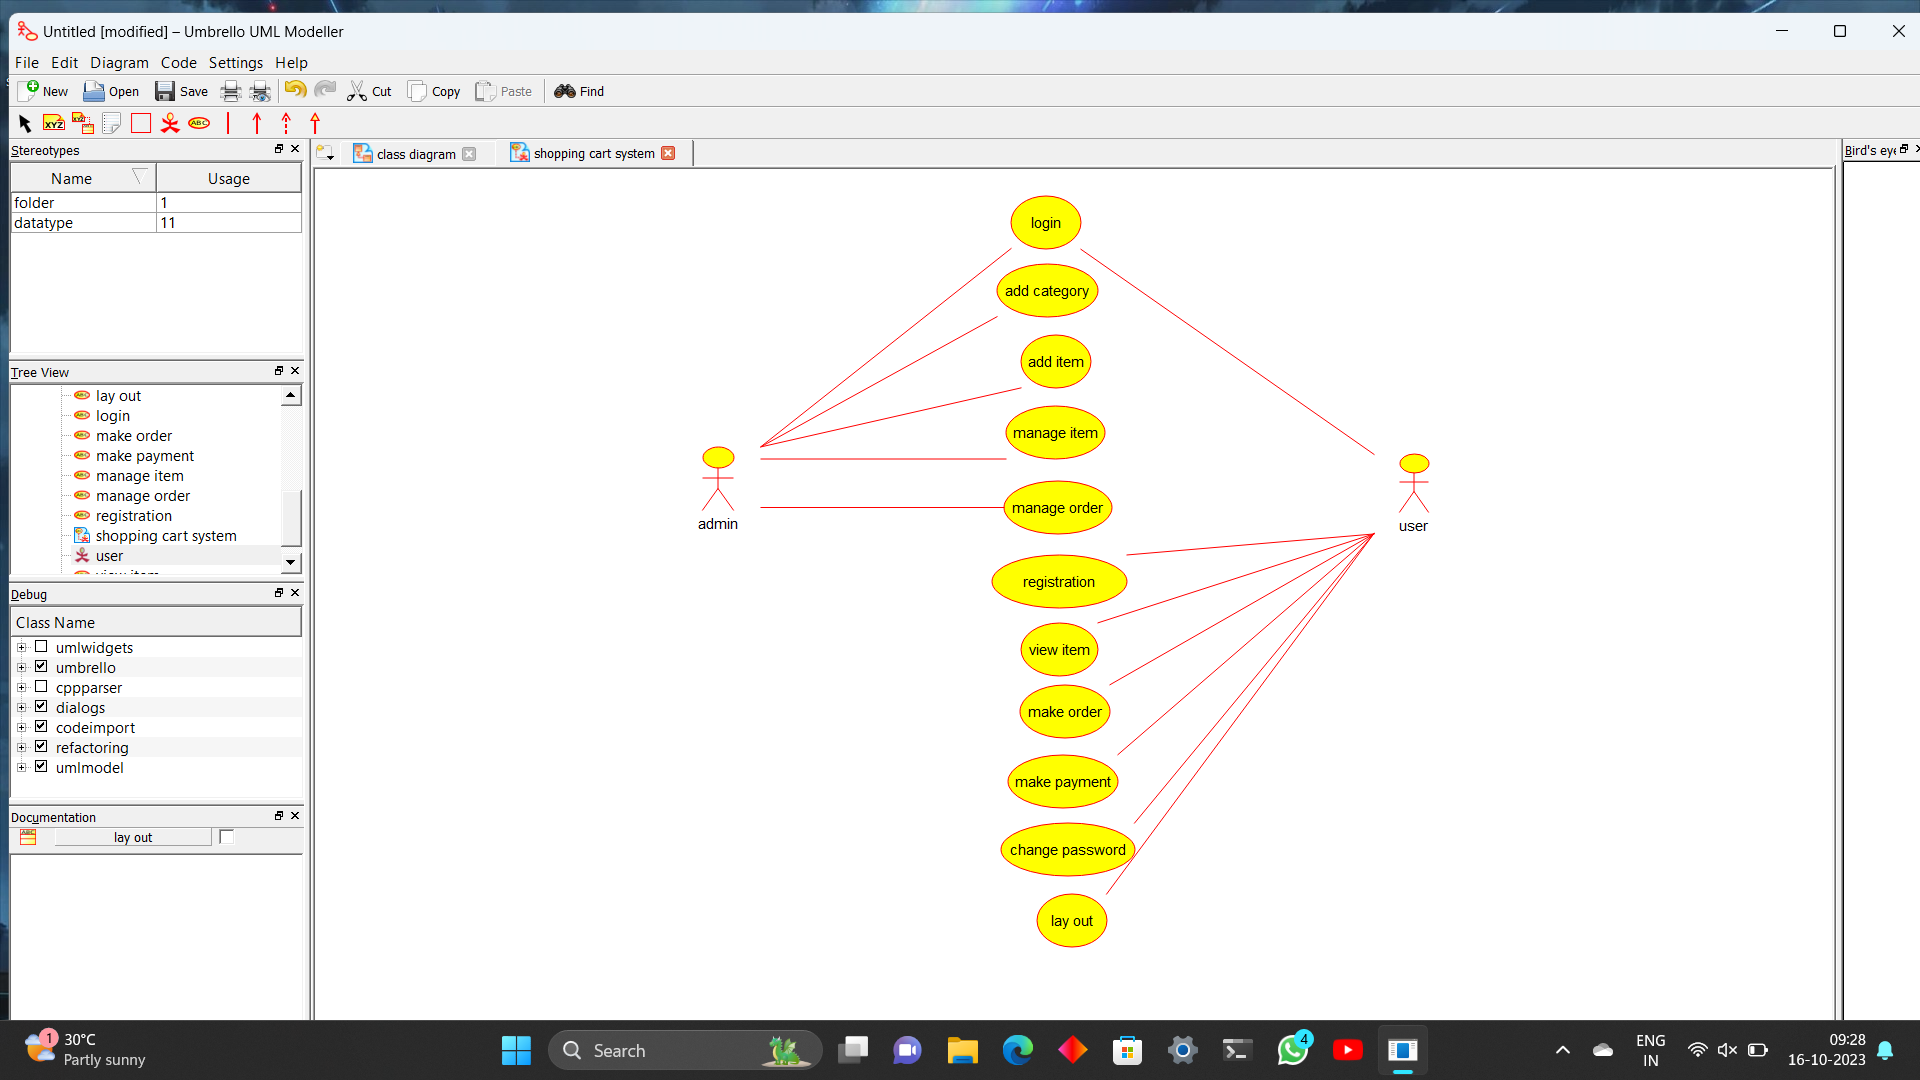 Untitled [modified] – Umbrello UML Modeller
File Edit Diagram Code Settings Help
New Open Save Cut Copy Paste Find
XYZ XYZ ABC
Stereotypes
Name Usage
folder 1
datatype 11
Tree View
lay out
login
make order
make payment
manage item
manage order
registration
shopping cart system
user
view item
Debug
Class Name
umlwidgets
umbrello
cppparser
dialogs
codeimport
refactoring
umlmodel
Documentation
lay out
class diagram
shopping cart system
Bird's eye
login
add category
add item
manage item
admin
manage order
user
registration
view item
make order
make payment
change password
lay out
1
30°C
Partly sunny
Search
4
ENG
IN
09:28
16-10-2023